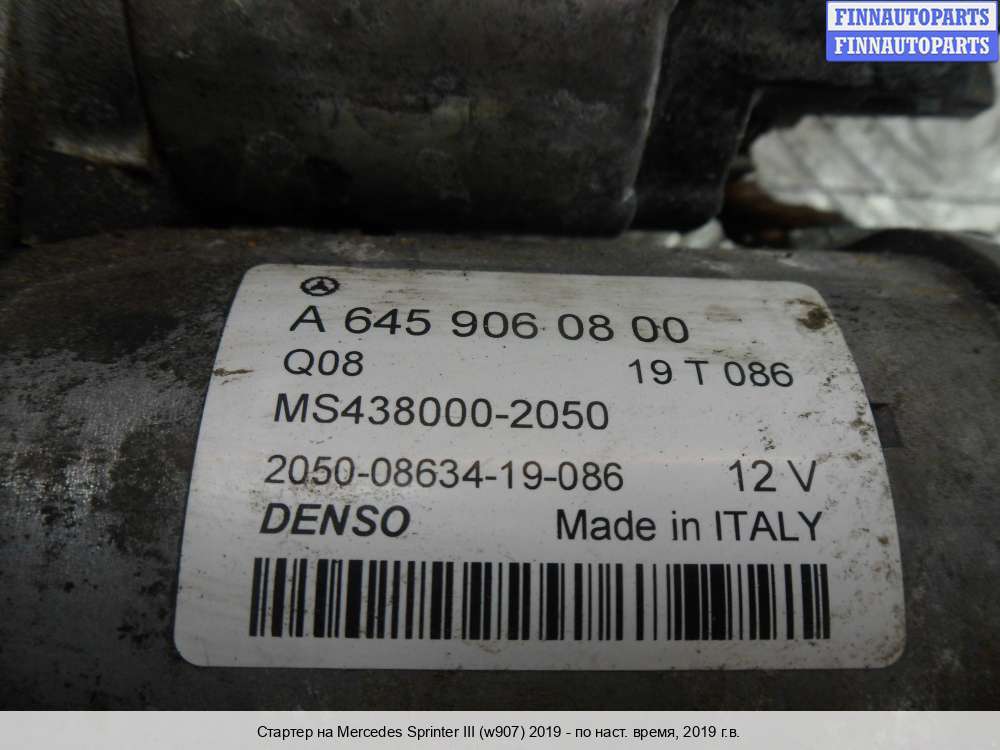 FINNAUTOPARTS
FINNAUTOPARTS
A 645 906 08 00
Q08 19 T 086
MS438000-2050
2050-08634-19-086 12 V
DENSO Made in ITALY
Стартер на Mercedes Sprinter III (w907) 2019 - по наст. время, 2019 г.в.